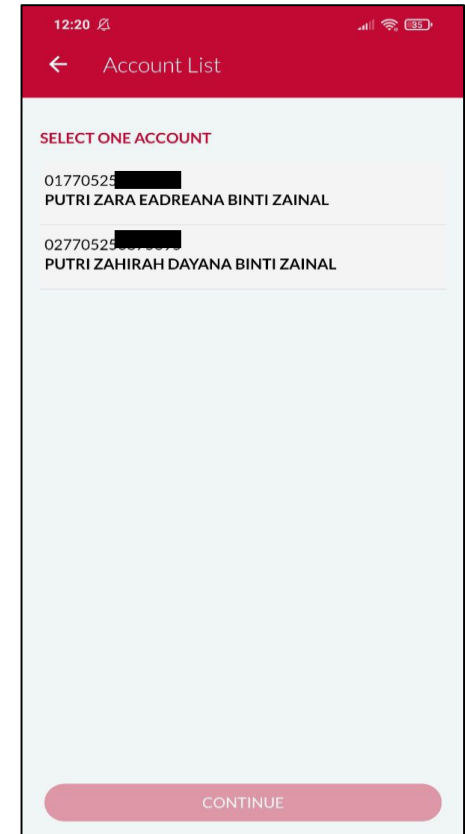 12:20
35
Account List
SELECT ONE ACCOUNT
01770525
PUTRI ZARA EADREANA BINTI ZAINAL
02770525
PUTRI ZAHIRAH DAYANA BINTI ZAINAL
CONTINUE